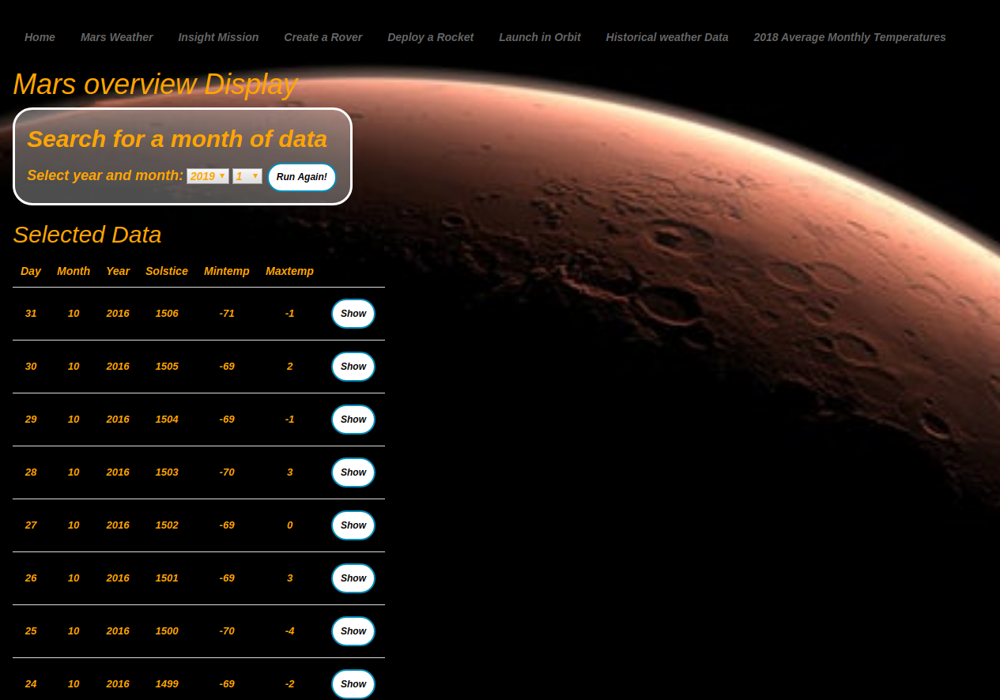 Home Mars Weather Insight Mission Create a Rover Deploy a Rocket Launch in Orbit Historical weather Data 2018 Average Monthly Temperatures
Mars overview Display
Search for a month of data
Select year and month: 2019 1 Run Again!
Selected Data
Day Month Year Solstice Mintemp Maxtemp
31 10 2016 1506 -71 -1 Show
30 10 2016 1505 -69 2 Show
29 10 2016 1504 -69 -1 Show
28 10 2016 1503 -70 3 Show
27 10 2016 1502 -69 0 Show
26 10 2016 1501 -69 3 Show
25 10 2016 1500 -70 -4 Show
24 10 2016 1499 -69 -2 Show